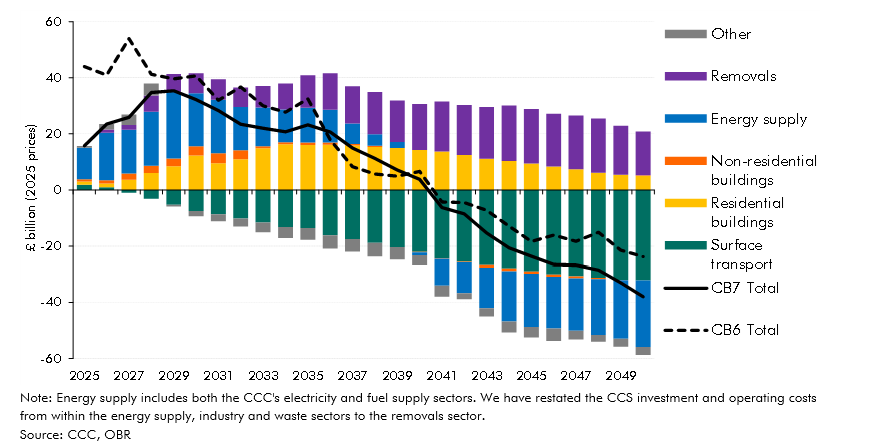 60
40
20
0
-20
-40
-60
£ billion (2025 prices)
2025
2027
2029
2031
2033
2035
2037
2039
2041
2043
2045
2047
2049
Other
Removals
Energy supply
Non-residential
buildings
Residential
buildings
Surface
transport
CB7 Total
CB6 Total
Note: Energy supply includes both the CCC's electricity and fuel supply sectors. We have restated the CCS investment and operating costs
from within the energy supply, industry and waste sectors to the removals sector.
Source: CCC, OBR